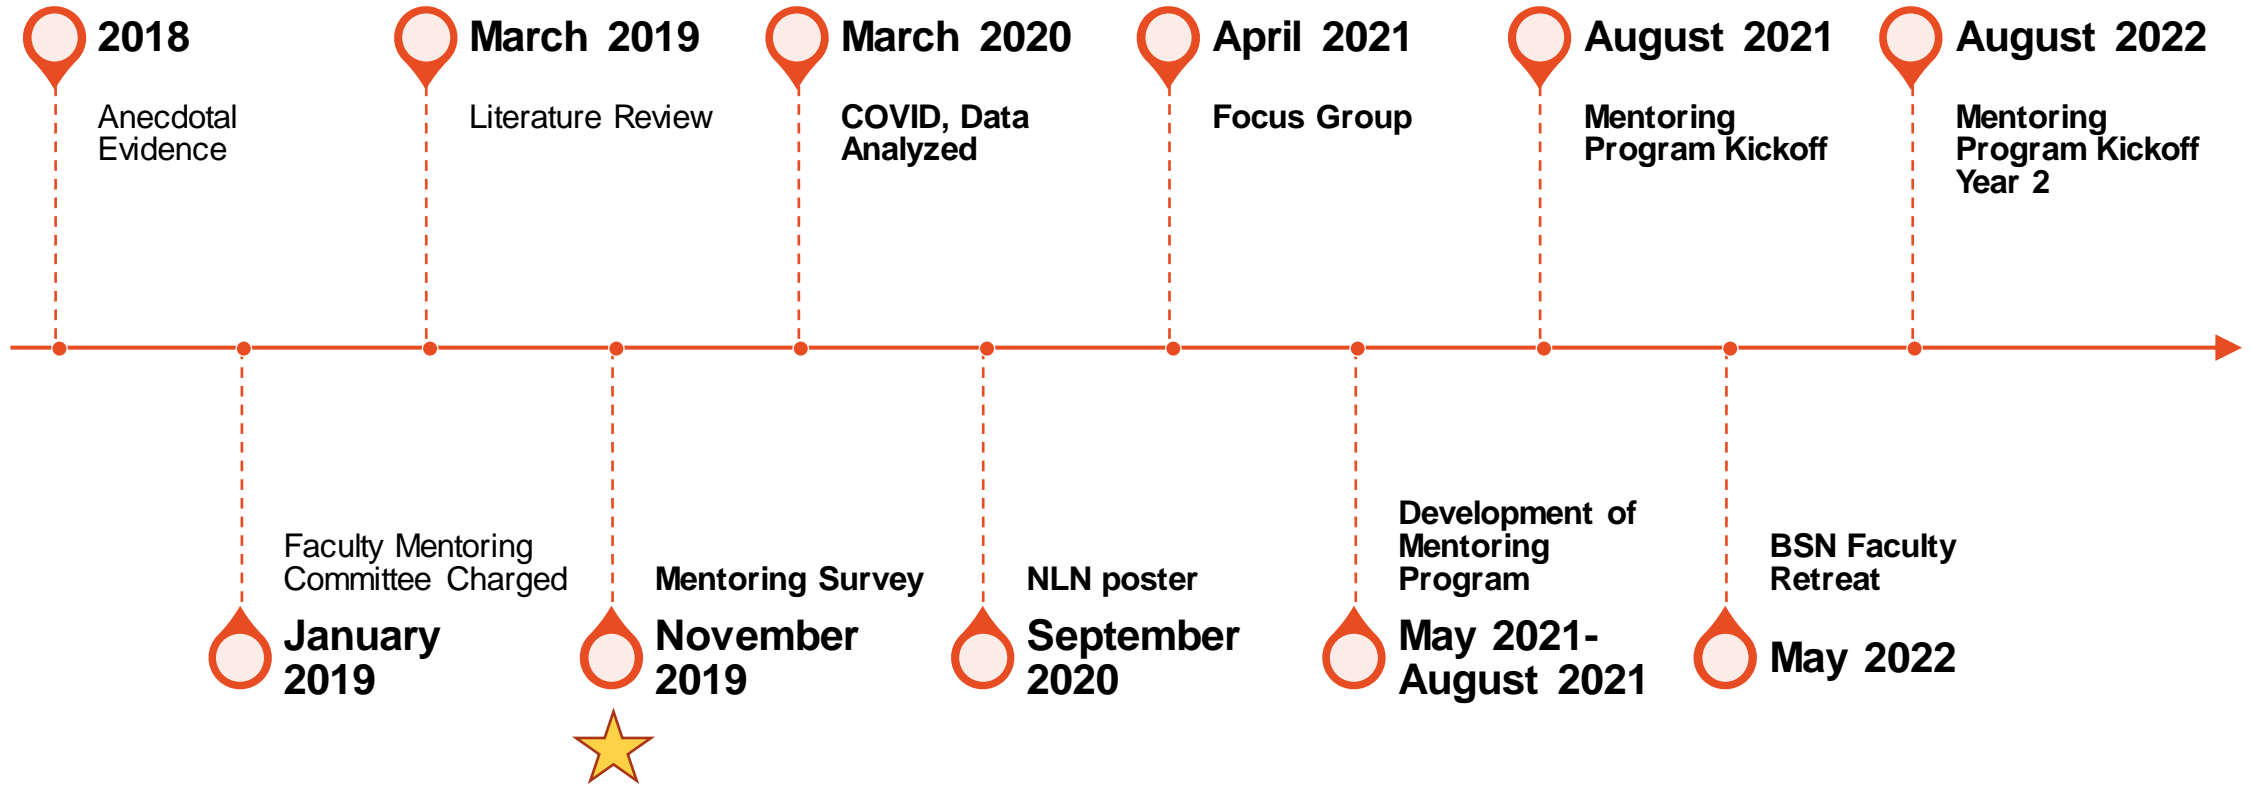 2018
Anecdotal
Evidence
March 2019
Literature Review
March 2020
COVID, Data
Analyzed
April 2021
Focus Group
August 2021
Mentoring
Program Kickoff
August 2022
Mentoring
Program Kickoff
Year 2
Faculty Mentoring
Committee Charged
January
2019
Mentoring Survey
November
2019
NLN poster
September
2020
Development of
Mentoring
Program
May 2021-
August 2021
BSN Faculty
Retreat
May 2022